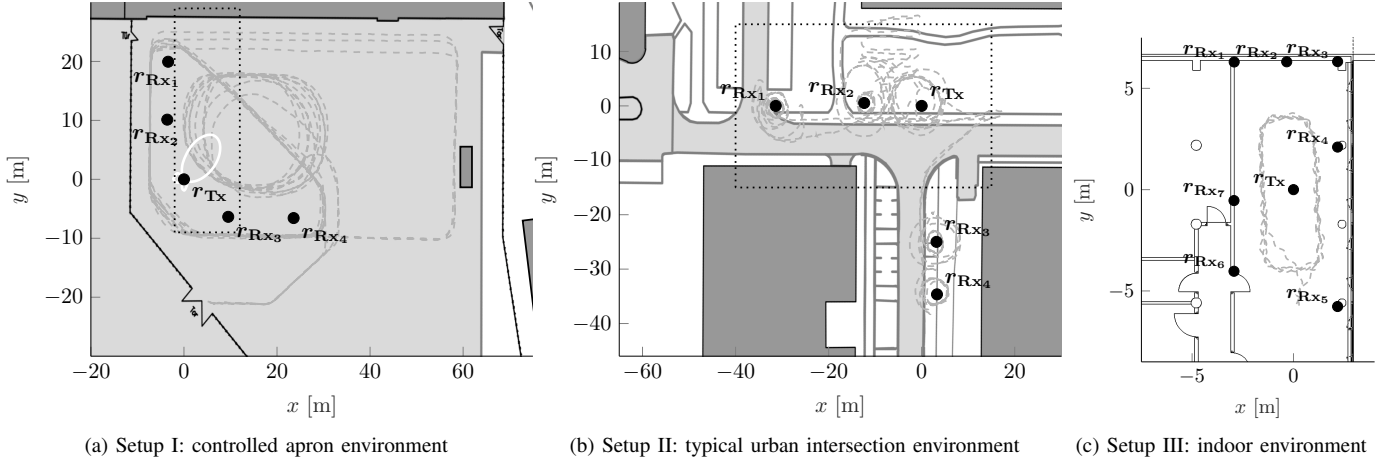 20
10
0
−10
−20
−20
0
20
40
60
y [m]
x [m]
r_Rx1
r_Rx2
r_Tx
r_Rx3
r_Rx4
Tor
(a) Setup I: controlled apron environment
10
0
−10
−20
−30
−40
−60
−40
−20
0
20
y [m]
x [m]
r_Rx1
r_Rx2
r_Tx
r_Rx3
r_Rx4
(b) Setup II: typical urban intersection environment
5
0
−5
−5
0
y [m]
x [m]
r_Rx1
r_Rx2
r_Rx3
r_Rx4
r_Tx
r_Rx7
r_Rx6
r_Rx5
(c) Setup III: indoor environment